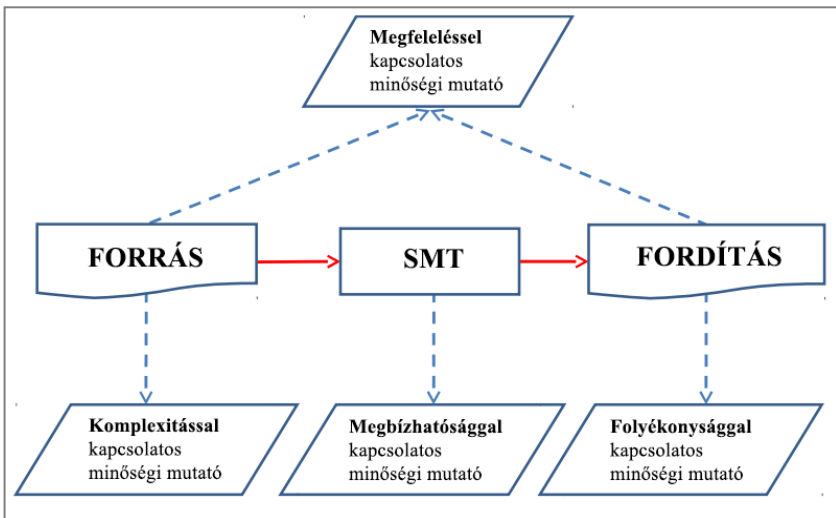 Megfeleléssel
kapcsolatos
minőségi mutató
FORRÁS
SMT
FORDÍTÁS
Komplexitással
kapcsolatos
minőségi mutató
Megbízhatósággal
kapcsolatos
minőségi mutató
Folyékonysággal
kapcsolatos
minőségi mutató